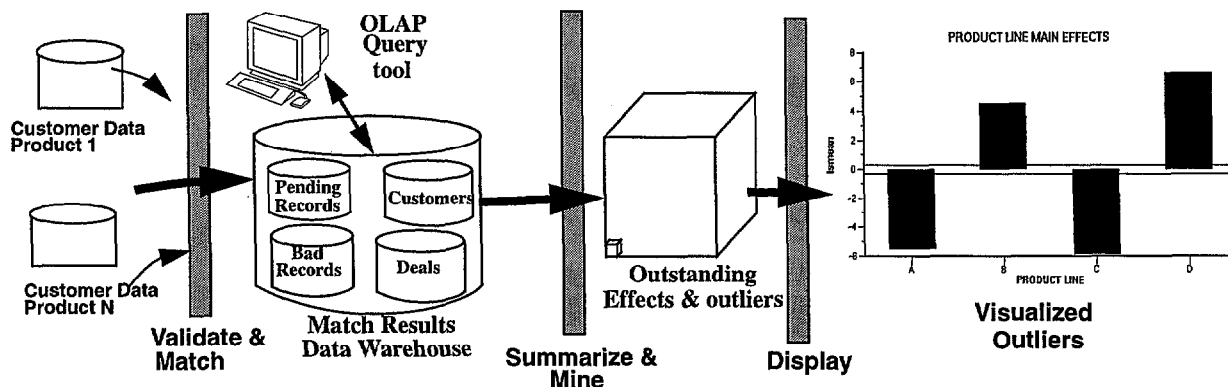 Customer Data
Product 1
Customer Data
Product N
Validate &
Match
OLAP
Query
tool
Pending
Records
Customers
Bad
Records
Deals
Match Results
Data Warehouse
Summarize &
Mine
Outstanding
Effects & outliers
Display
PRODUCT LINE MAIN EFFECTS
lsmean
8
6
4
2
0
-2
-4
-6
A
B
C
D
PRODUCT LINE
Visualized
Outliers